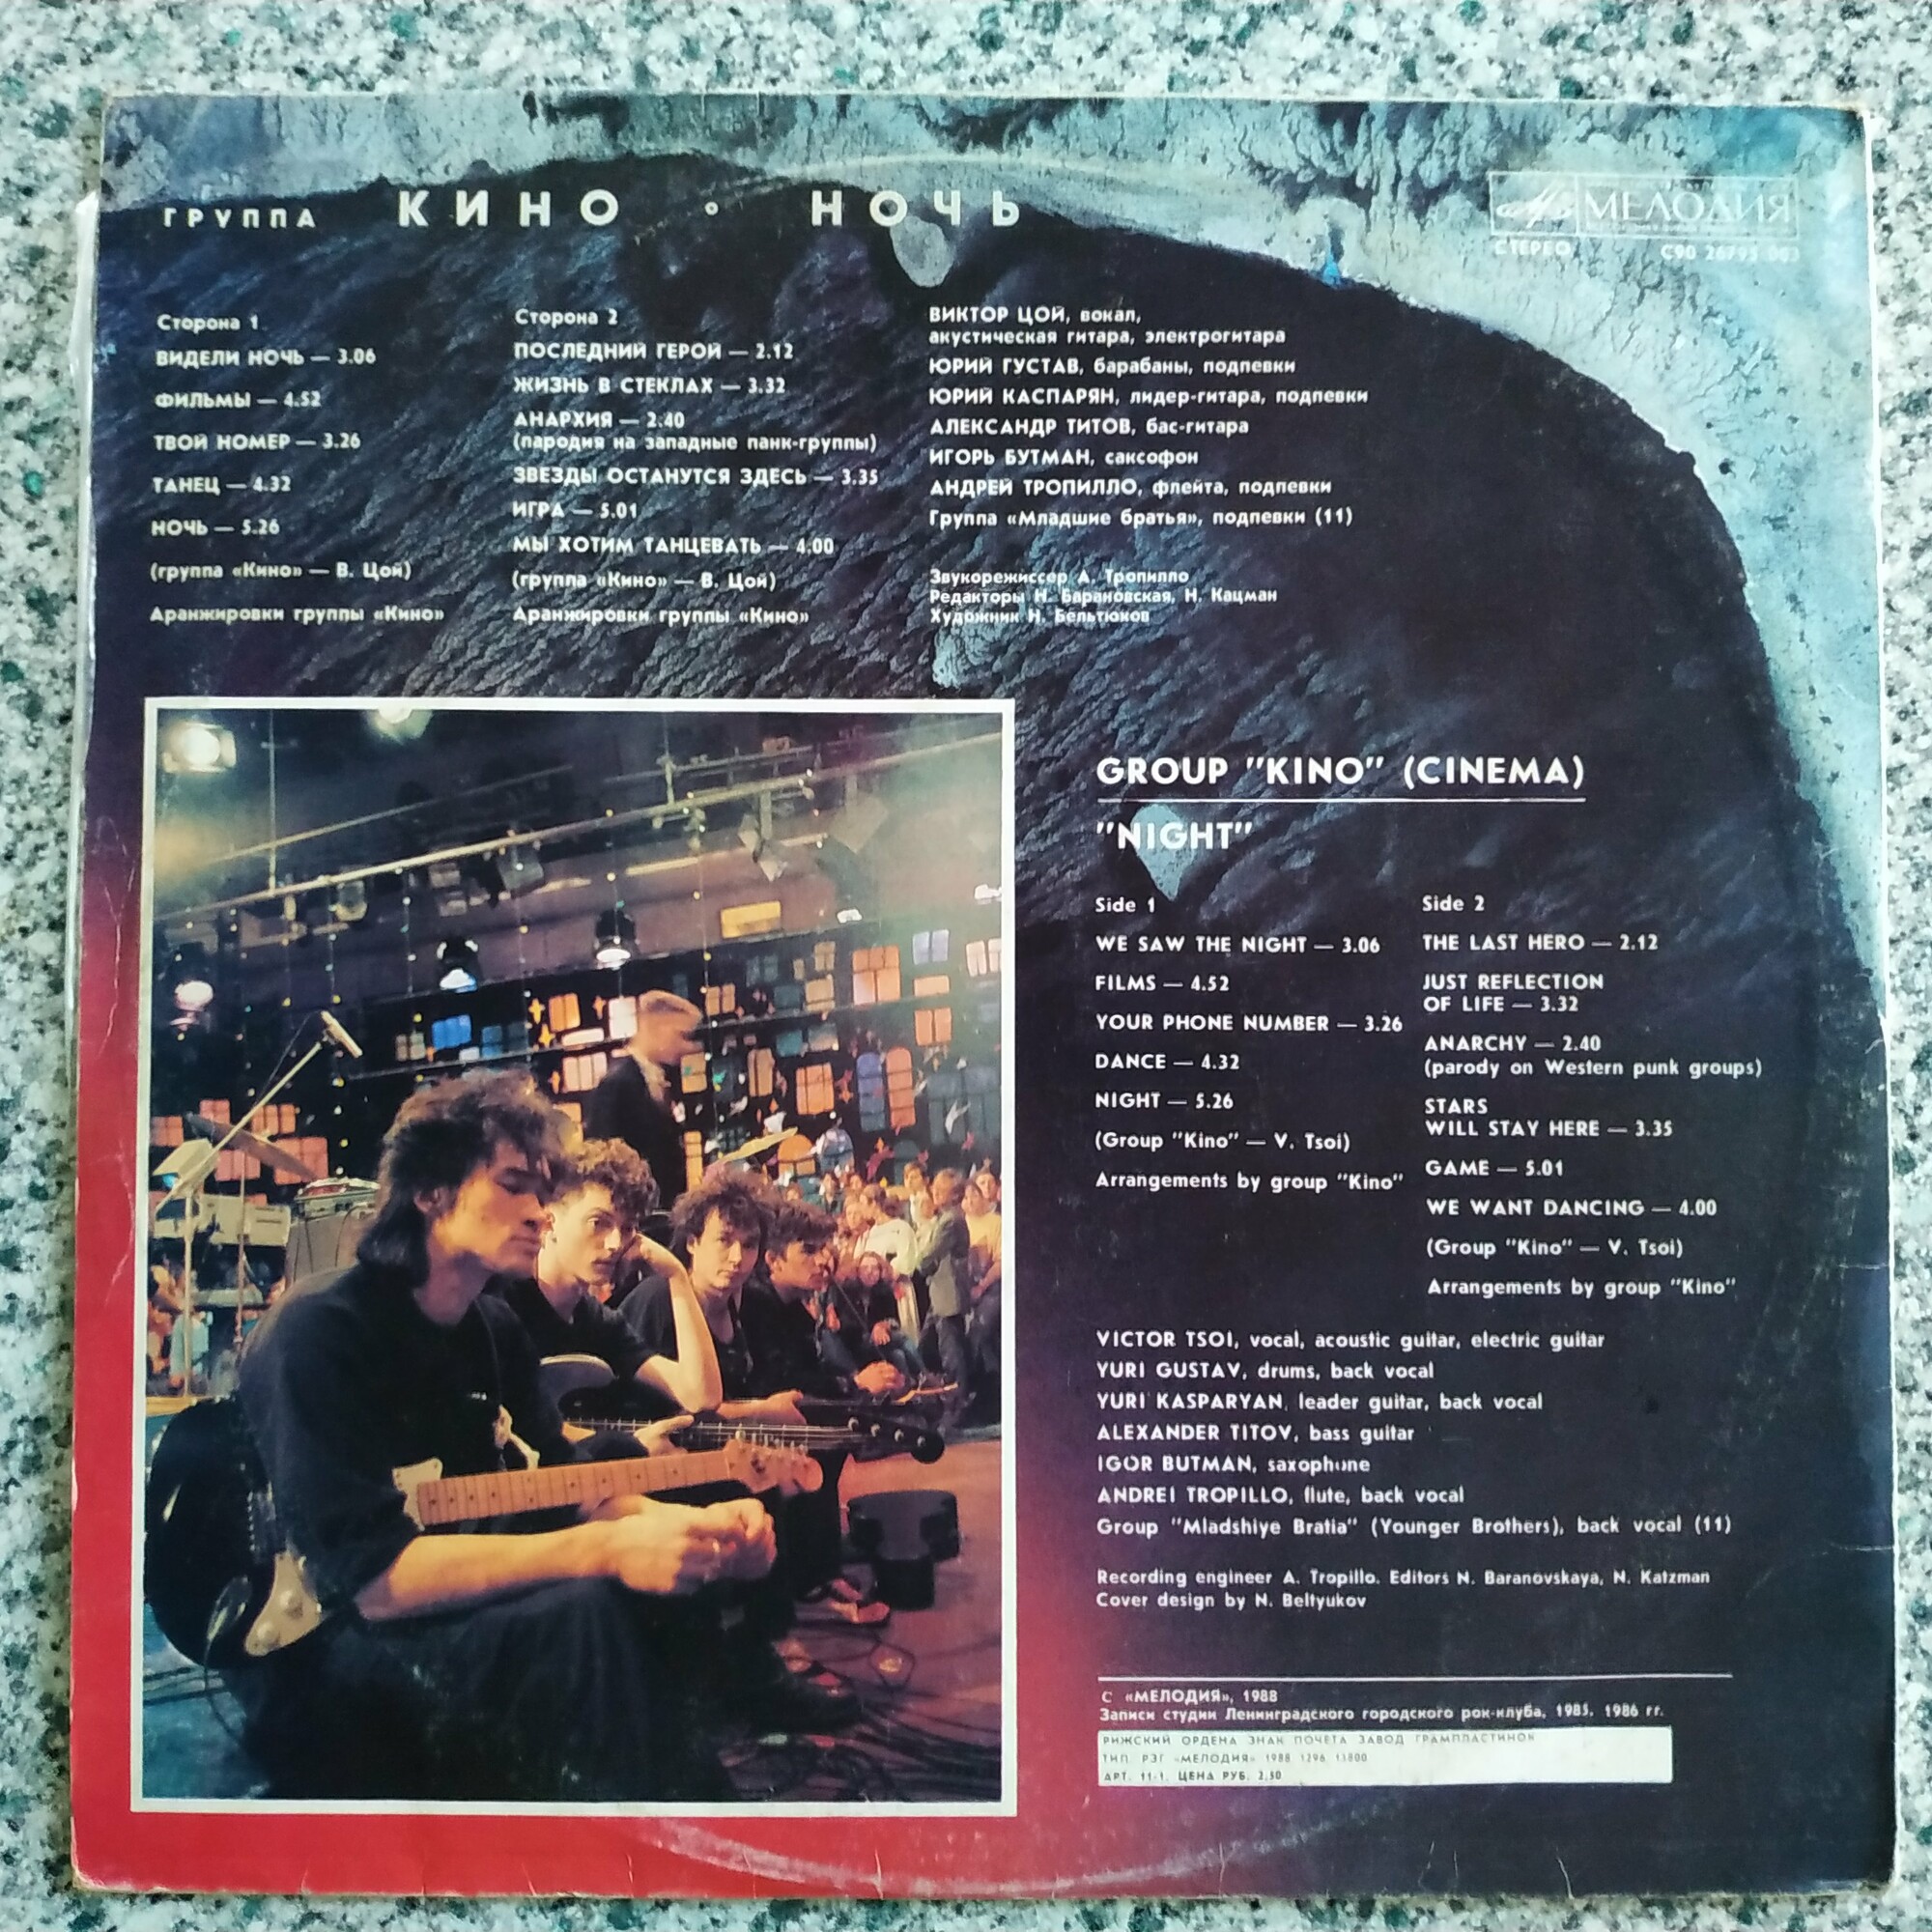 ГРУППА КИНО • НОЧЬ
МЕЛОДИЯ
СТЕРЕО С90 26795 003
Сторона 1
ВИДЕЛИ НОЧЬ — 3.06
ФИЛЬМЫ — 4.52
ТВОЙ НОМЕР — 3.26
ТАНЕЦ — 4.32
НОЧЬ — 5.26
(группа «Кино» — В. Цой)
Аранжировки группы «Кино»
Сторона 2
ПОСЛЕДНИЙ ГЕРОЙ — 2.12
ЖИЗНЬ В СТЕКЛАХ — 3.32
АНАРХИЯ — 2.40
(пародия на западные панк-группы)
ЗВЕЗДЫ ОСТАНУТСЯ ЗДЕСЬ — 3.35
ИГРА — 5.01
МЫ ХОТИМ ТАНЦЕВАТЬ — 4.00
(группа «Кино» — В. Цой)
Аранжировки группы «Кино»
ВИКТОР ЦОЙ, вокал,
акустическая гитара, электрогитара
ЮРИЙ ГУСТАВ, барабаны, подпевки
ЮРИЙ КАСПАРЯН, лидер-гитара, подпевки
АЛЕКСАНДР ТИТОВ, бас-гитара
ИГОРЬ БУТМАН, саксофон
АНДРЕЙ ТРОПИЛЛО, флейта, подпевки
Группа «Младшие братья», подпевки (11)
Звукорежиссер А. Тропилло
Редакторы Н. Барановская, Н. Кацман
Художник Н. Бельтюков
GROUP "KINO" (CINEMA)
"NIGHT"
Side 1
WE SAW THE NIGHT — 3.06
FILMS — 4.52
YOUR PHONE NUMBER — 3.26
DANCE — 4.32
NIGHT — 5.26
(Group "Kino" — V. Tsoi)
Arrangements by group "Kino"
Side 2
THE LAST HERO — 2.12
JUST REFLECTION
OF LIFE — 3.32
ANARCHY — 2.40
(parody on Western punk groups)
STARS
WILL STAY HERE — 3.35
GAME — 5.01
WE WANT DANCING — 4.00
(Group "Kino" — V. Tsoi)
Arrangements by group "Kino"
VICTOR TSOI, vocal, acoustic guitar, electric guitar
YURI GUSTAV, drums, back vocal
YURI KASPARYAN, leader guitar, back vocal
ALEXANDER TITOV, bass guitar
IGOR BUTMAN, saxophone
ANDREI TROPILLO, flute, back vocal
Group "Mladshiye Bratia" (Younger Brothers), back vocal (11)
Recording engineer A. Tropillo. Editors N. Baranovskaya, N. Katzman
Cover design by N. Beltyukov
С «МЕЛОДИЯ», 1988
Записи студии Ленинградского городского рок-клуба, 1985, 1986 гг.
РИЖСКИЙ ОРДЕНА ЗНАК ПОЧЕТА ЗАВОД ГРАМПЛАСТИНОК
ТИП. РЗГ «МЕЛОДИЯ» 1988 1296 13800
АРТ. 11-1. ЦЕНА РУБ. 2,50